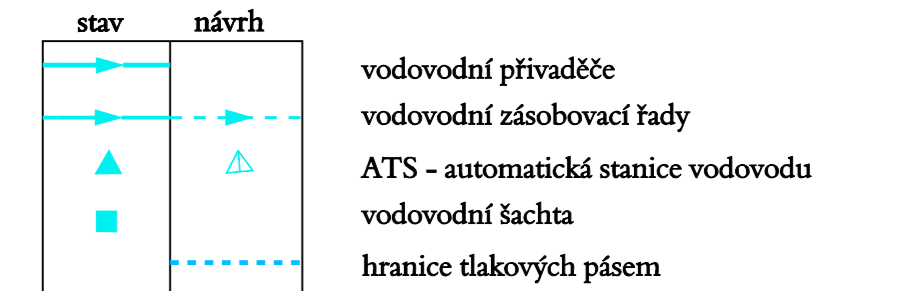 stav návrh
vodovodní přivaděče
vodovodní zásobovací řady
ATS - automatická stanice vodovodu
vodovodní šachta
hranice tlakových pásem